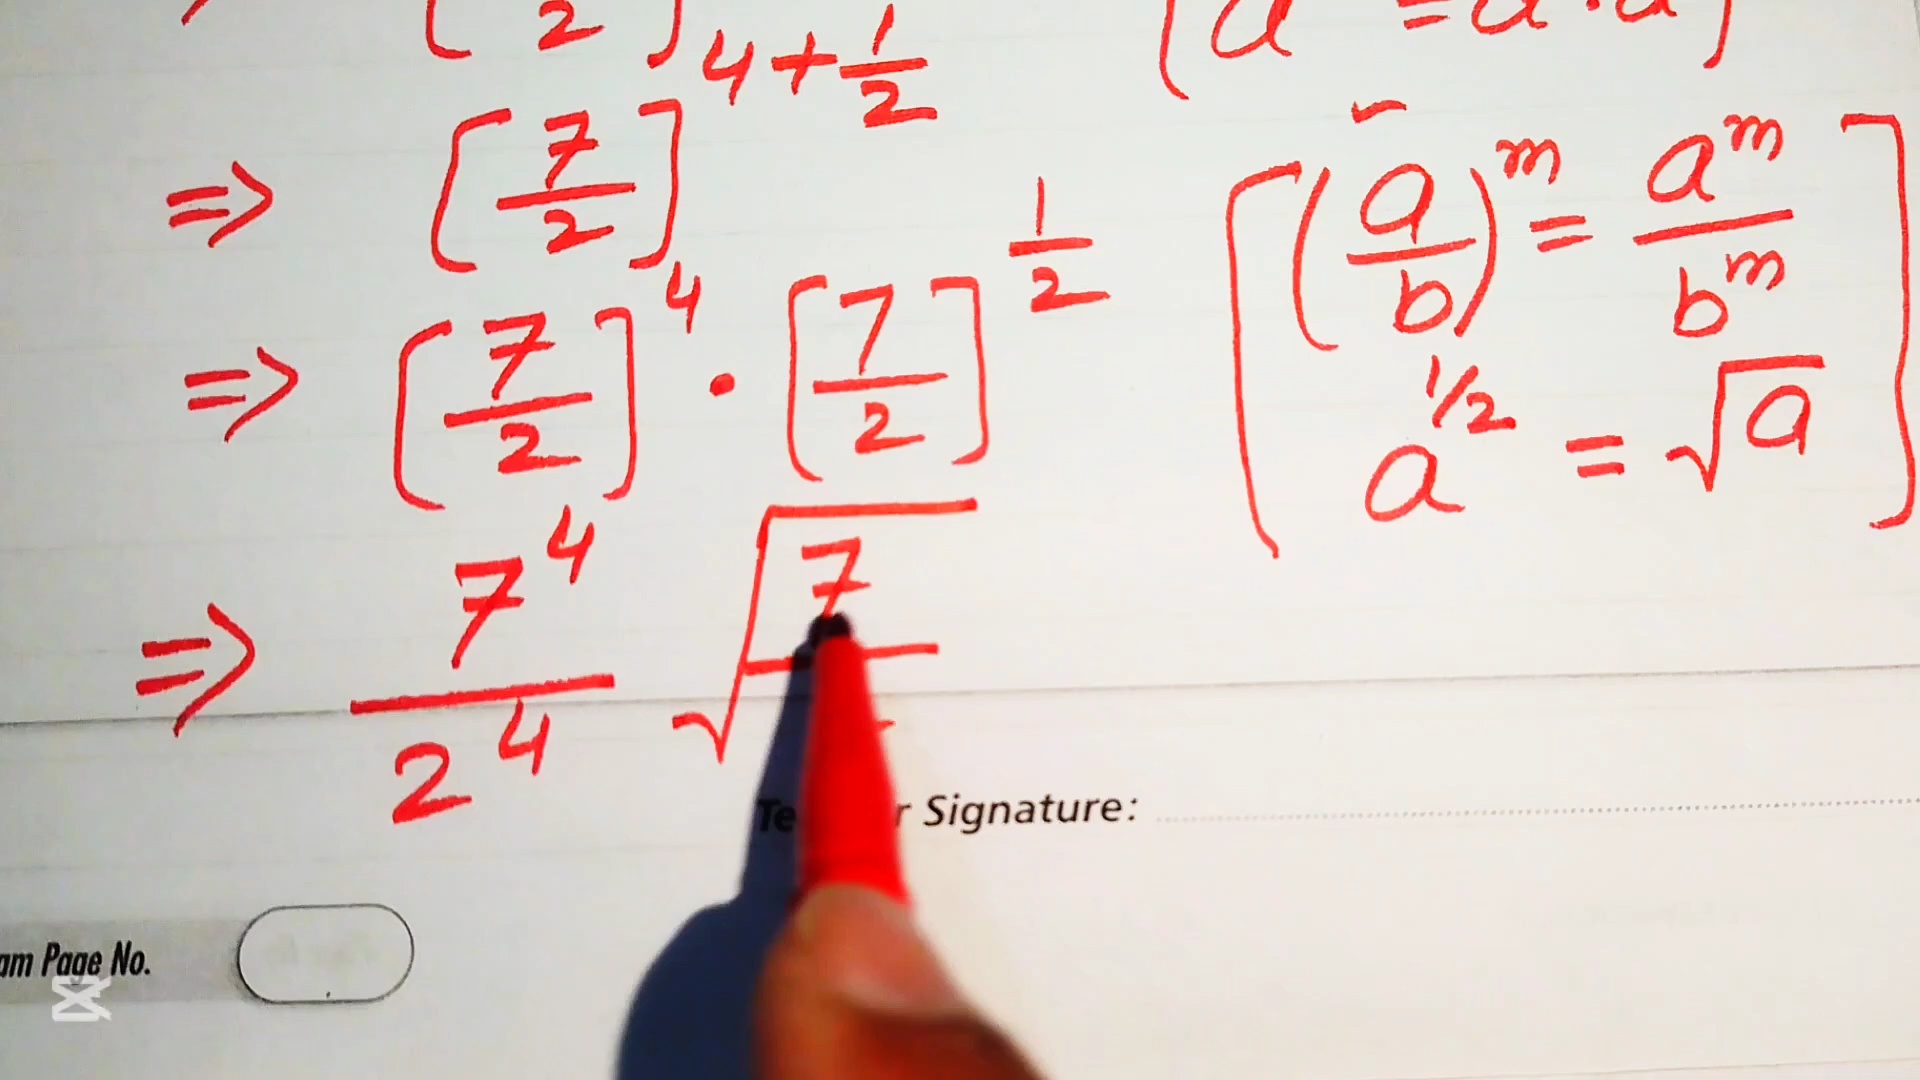 [ 2 ] [a = a · a]
=> [7/2]^(4+1/2)
=> [7/2]^4 · [7/2]^(1/2) [(a/b)^m = a^m/b^m
a^(1/2) = √a]
=> 7^4/2^4 √(7/
Signature:
am Page No.